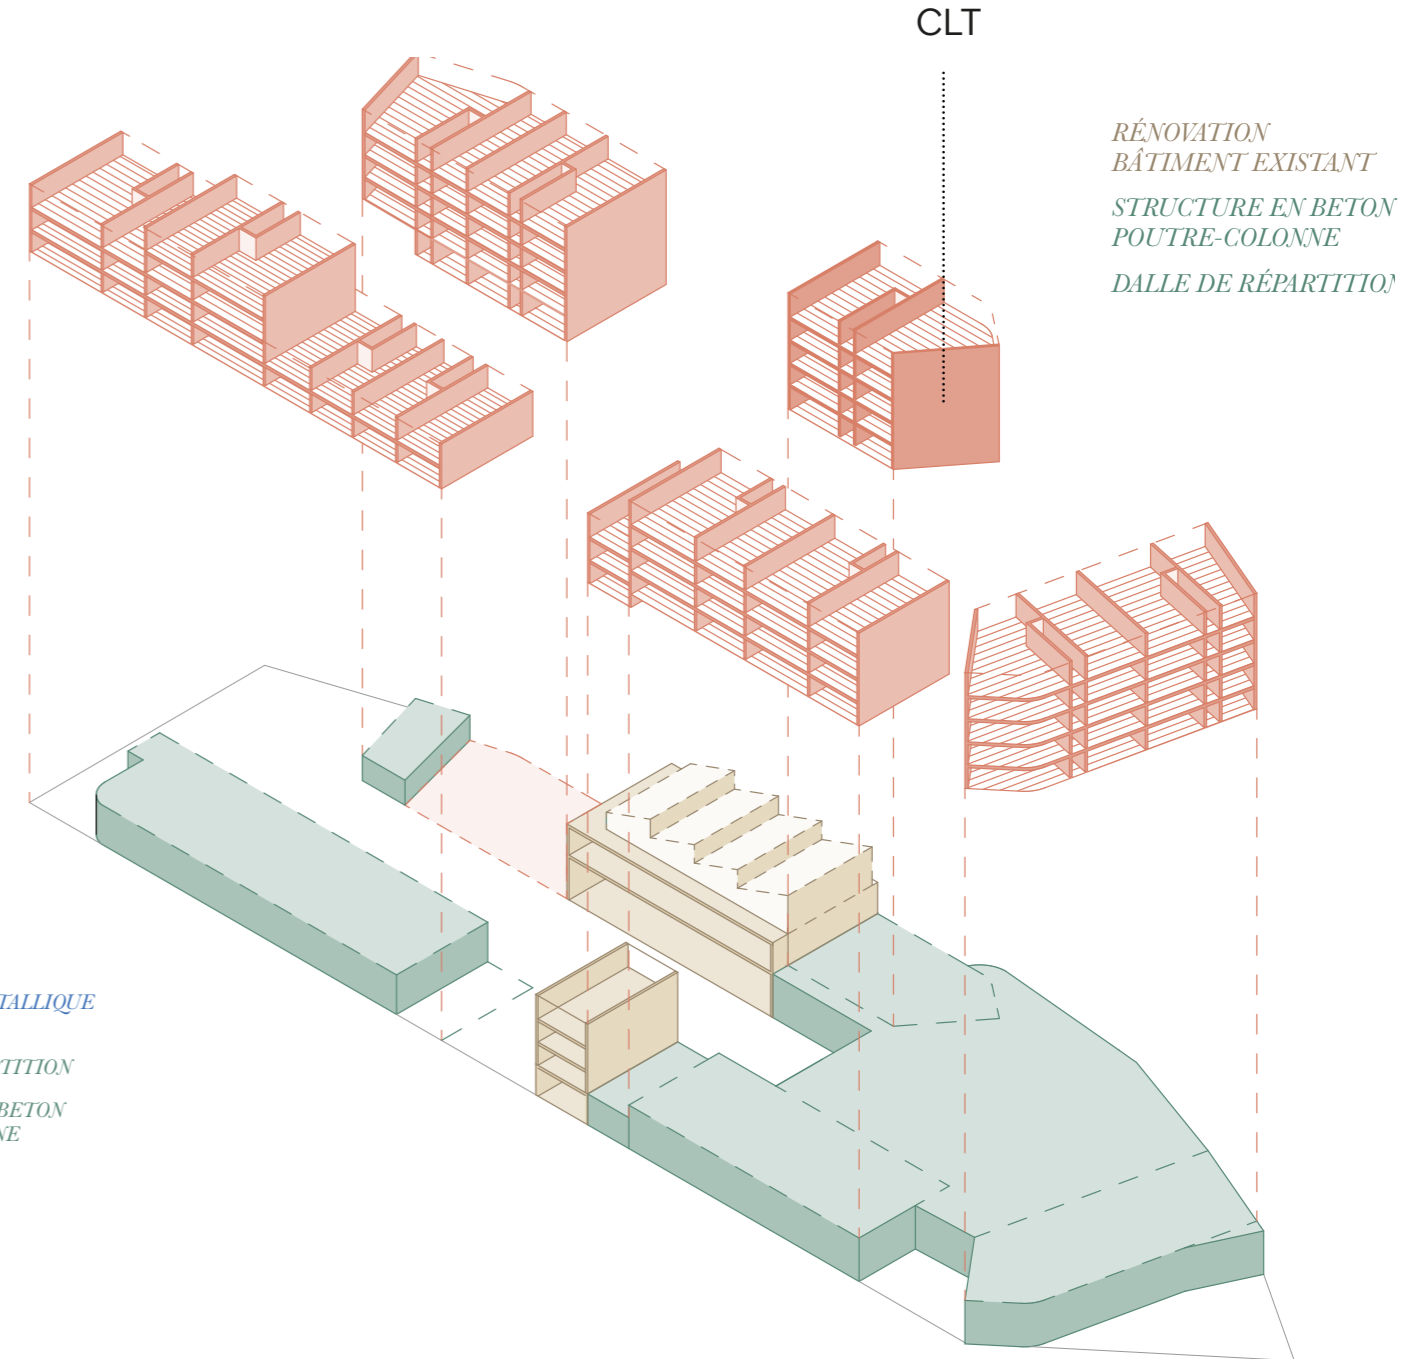 CLT
RÉNOVATION
BÂTIMENT EXISTANT
STRUCTURE EN BETON
POUTRE-COLONNE
DALLE DE RÉPARTITION
TALLIQUE
TITION
BETON
NE